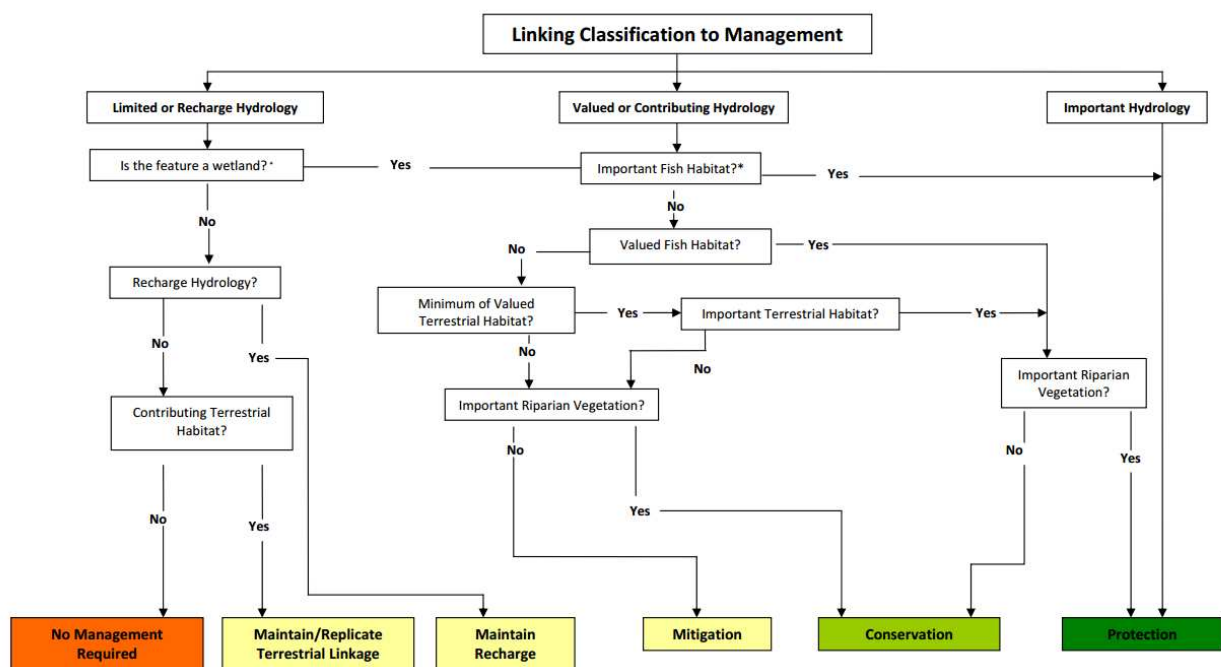 Linking Classification to Management
Limited or Recharge Hydrology
Valued or Contributing Hydrology
Important Hydrology
Is the feature a wetland?*
Yes
Important Fish Habitat?*
Yes
No
No
Valued Fish Habitat?
No
Yes
Recharge Hydrology?
Minimum of Valued
Terrestrial Habitat?
Yes
Important Terrestrial Habitat?
Yes
No
Yes
No
No
Important Riparian
Vegetation?
Contributing Terrestrial
Habitat?
Important Riparian Vegetation?
No
No
Yes
No
Yes
Yes
No Management
Required
Maintain/Replicate
Terrestrial Linkage
Maintain
Recharge
Mitigation
Conservation
Protection